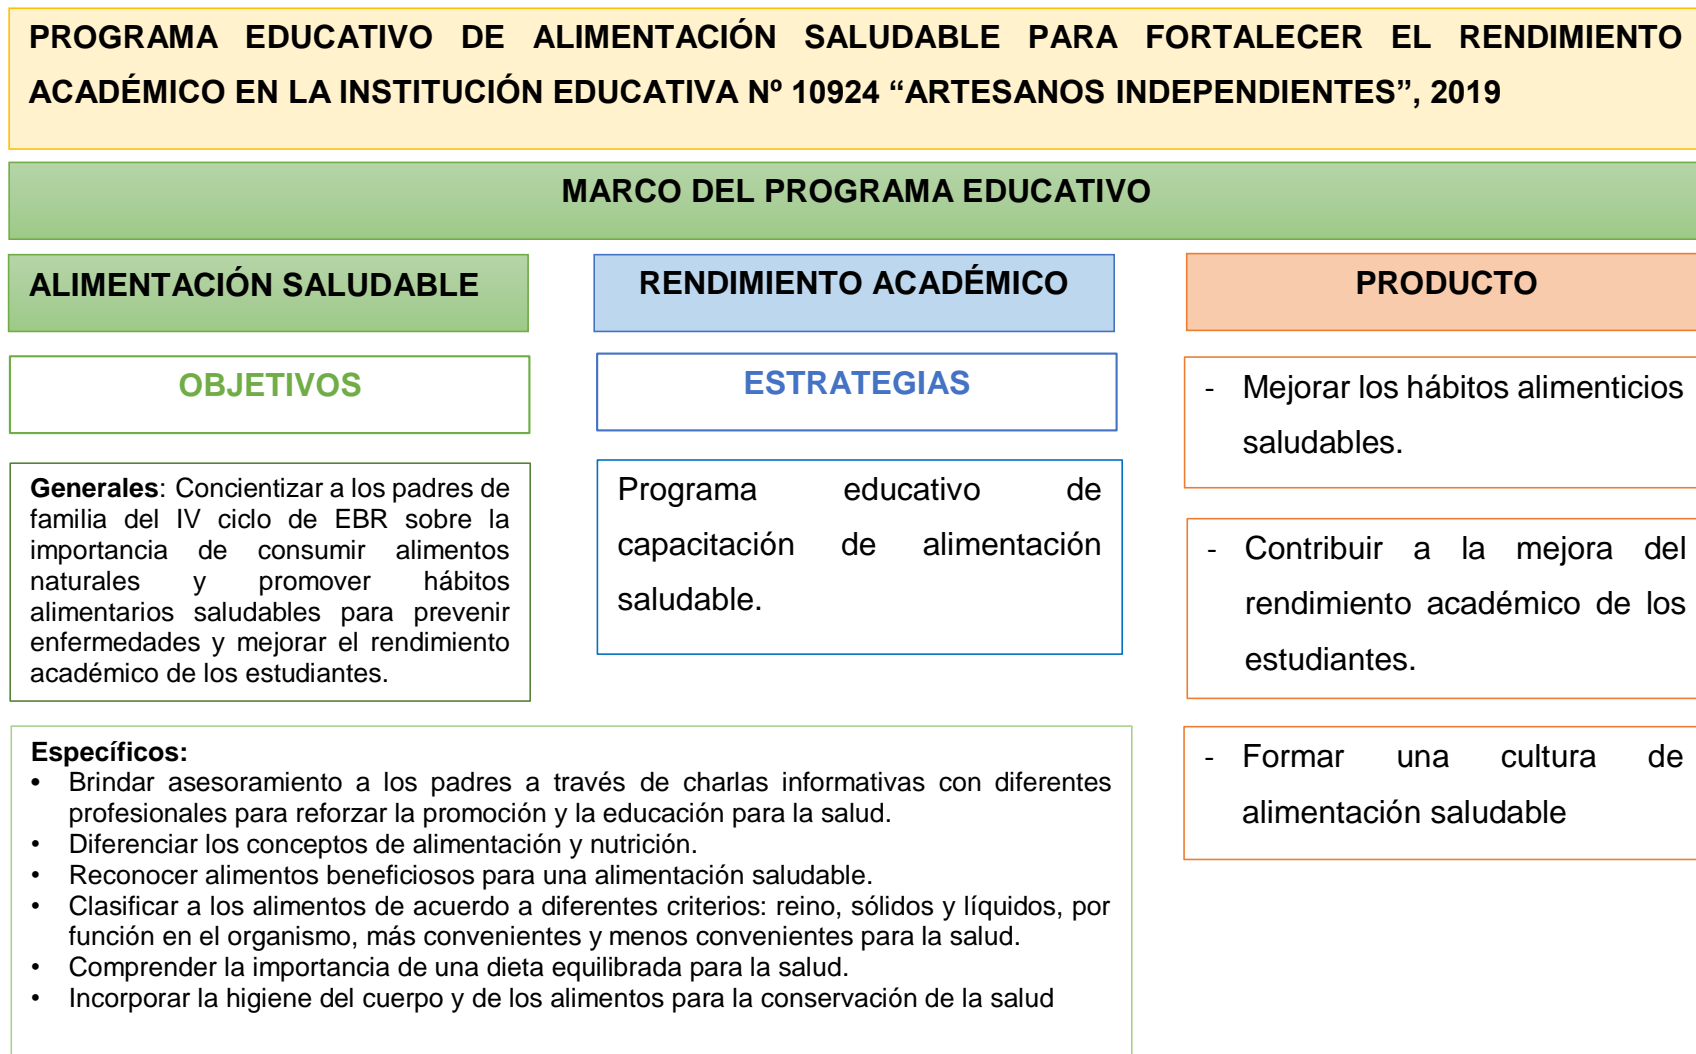 PROGRAMA EDUCATIVO DE ALIMENTACIÓN SALUDABLE PARA FORTALECER EL RENDIMIENTO
ACADÉMICO EN LA INSTITUCIÓN EDUCATIVA Nº 10924 “ARTESANOS INDEPENDIENTES”, 2019
MARCO DEL PROGRAMA EDUCATIVO
ALIMENTACIÓN SALUDABLE
OBJETIVOS
Generales: Concientizar a los padres de
familia del IV ciclo de EBR sobre la
importancia de consumir alimentos
naturales y promover hábitos
alimentarios saludables para prevenir
enfermedades y mejorar el rendimiento
académico de los estudiantes.
RENDIMIENTO ACADÉMICO
ESTRATEGIAS
Programa educativo de
capacitación de alimentación
saludable.
Específicos:
• Brindar asesoramiento a los padres a través de charlas informativas con diferentes
profesionales para reforzar la promoción y la educación para la salud.
• Diferenciar los conceptos de alimentación y nutrición.
• Reconocer alimentos beneficiosos para una alimentación saludable.
• Clasificar a los alimentos de acuerdo a diferentes criterios: reino, sólidos y líquidos, por
función en el organismo, más convenientes y menos convenientes para la salud.
• Comprender la importancia de una dieta equilibrada para la salud.
• Incorporar la higiene del cuerpo y de los alimentos para la conservación de la salud
PRODUCTO
- Mejorar los hábitos alimenticios
saludables.
- Contribuir a la mejora del
rendimiento académico de los
estudiantes.
- Formar una cultura de
alimentación saludable